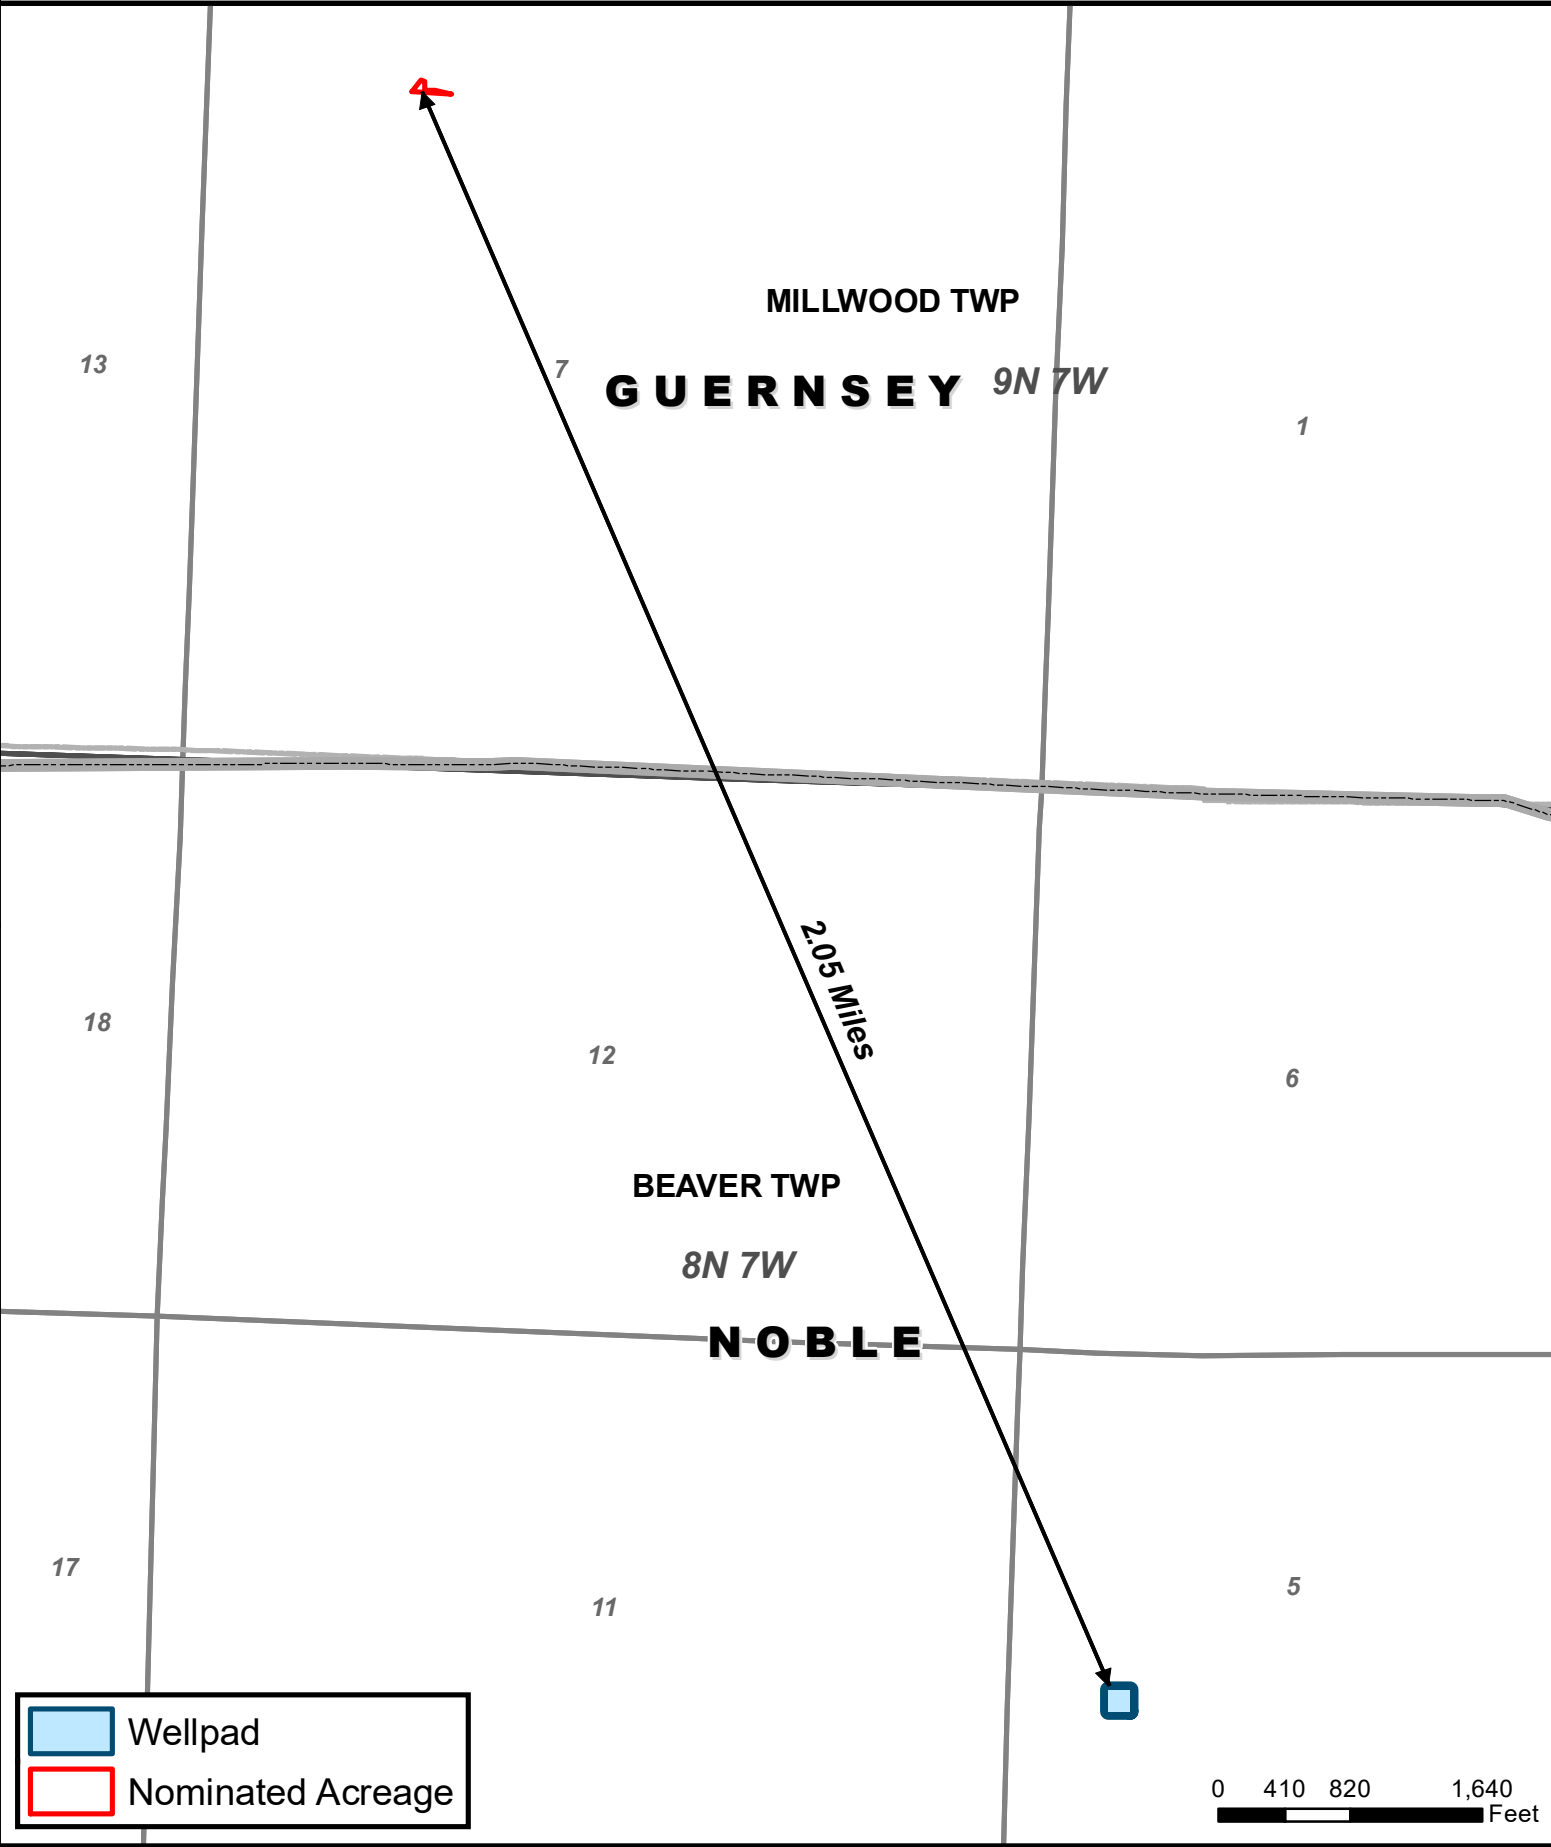 MILLWOOD TWP
13
7
GUERNSEY
9N 7W
1
2.05 Miles
18
12
6
BEAVER TWP
8N 7W
NOBLE
17
11
5
Wellpad
Nominated Acreage
0 410 820 1,640
Feet